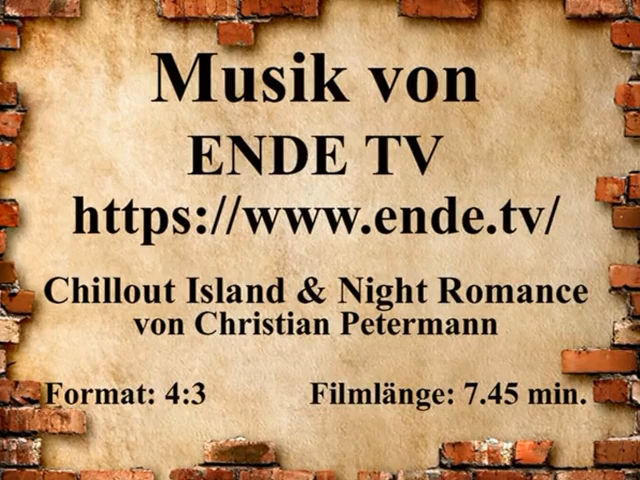 Musik von
ENDE TV
https://www.ende.tv/
Chillout Island & Night Romance
von Christian Petermann
Format: 4:3 Filmlänge: 7.45 min.